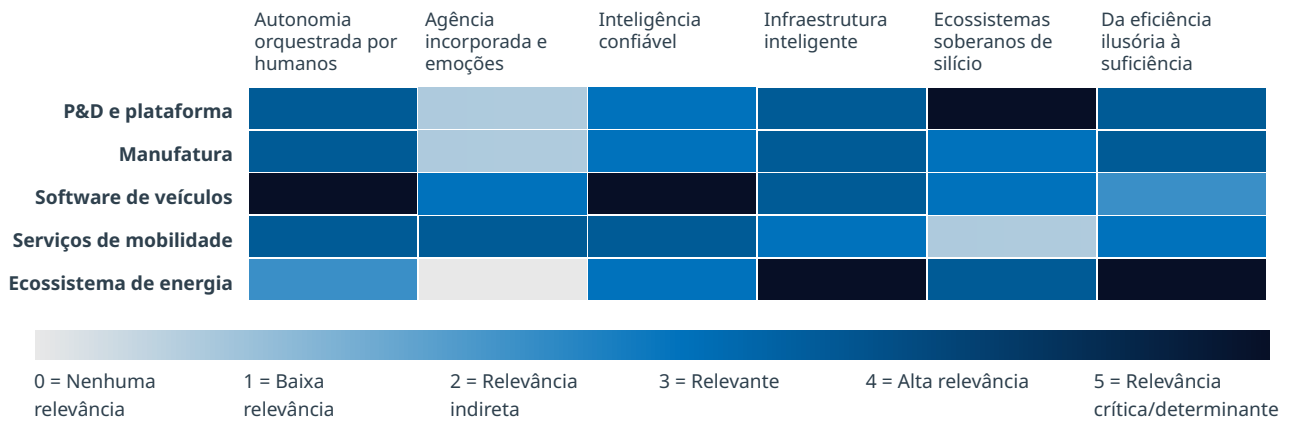 Autonomia
orquestrada por
humanos
Agência
incorporada e
emoções
Inteligência
confiável
Infraestrutura
inteligente
Ecossistemas
soberanos de
silício
Da eficiência
ilusória à
suficiência
P&D e plataforma
Manufatura
Software de veículos
Serviços de mobilidade
Ecossistema de energia
0 = Nenhuma
relevância
1 = Baixa
relevância
2 = Relevância
indireta
3 = Relevante
4 = Alta relevância
5 = Relevância
crítica/determinante